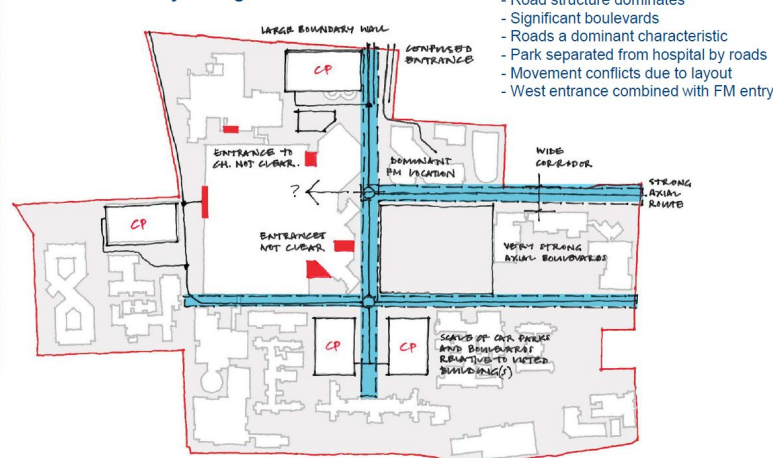 - Road structure dominates
- Significant boulevards
- Roads a dominant characteristic
- Park separated from hospital by roads
- Movement conflicts due to layout
- West entrance combined with FM entry
LARGE BOUNDARY WALL
CONFUSED
ENTRANCE
CP
ENTRANCE TO
CH. NOT CLEAR.
DOMINANT
FM LOCATION
WIDE
CORRIDOR
STRONG
AXIAL
ROUTE
?
CP
ENTRANCES
NOT CLEAR
VERY STRONG
AXIAL BOULEVARDS
CP
CP
SCALE OF CAR PARKS
AND BOULEVARDS
RELATIVE TO LISTED
BUILDING(S)